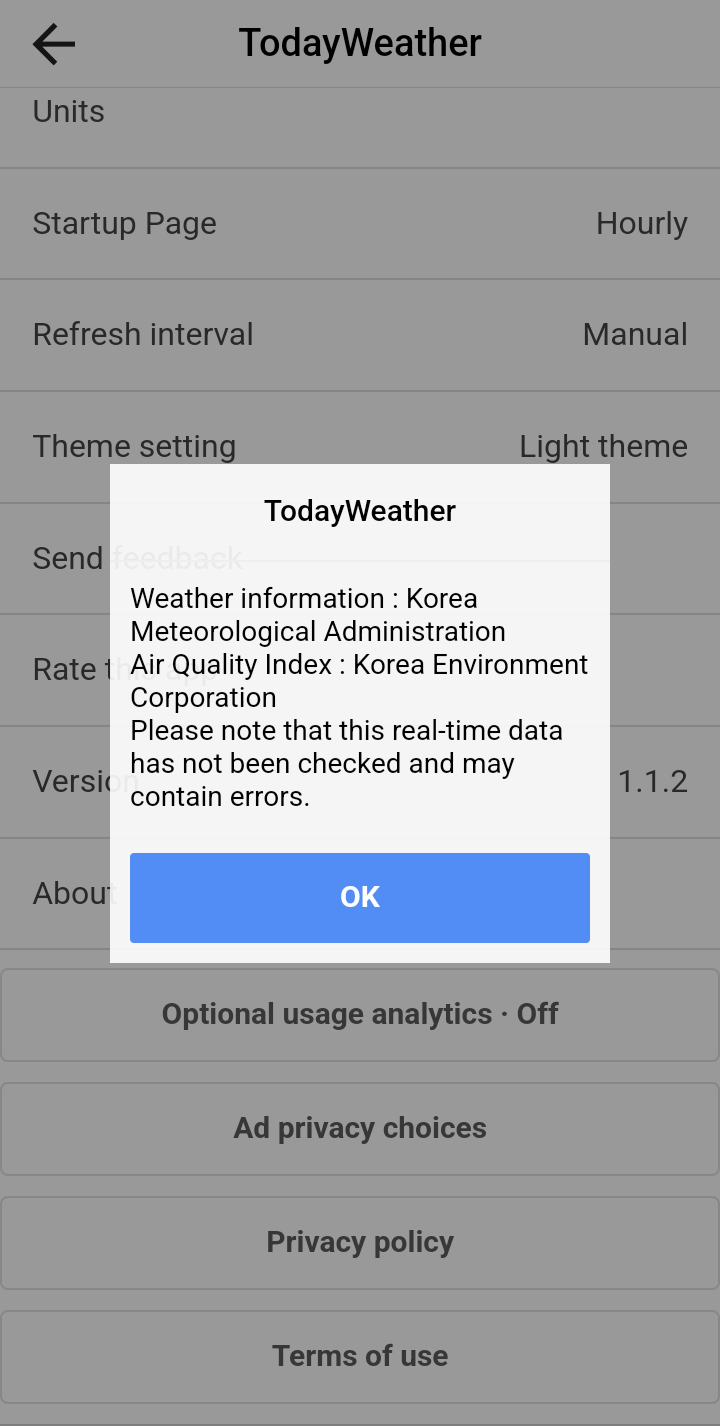 TodayWeather
Units
Startup Page Hourly
Refresh interval Manual
Theme setting Light theme
Send feedback
Rate this app
Version 1.1.2
About
TodayWeather
Weather information : Korea
Meteorological Administration
Air Quality Index : Korea Environment
Corporation
Please note that this real-time data
has not been checked and may
contain errors.
OK
Optional usage analytics · Off
Ad privacy choices
Privacy policy
Terms of use